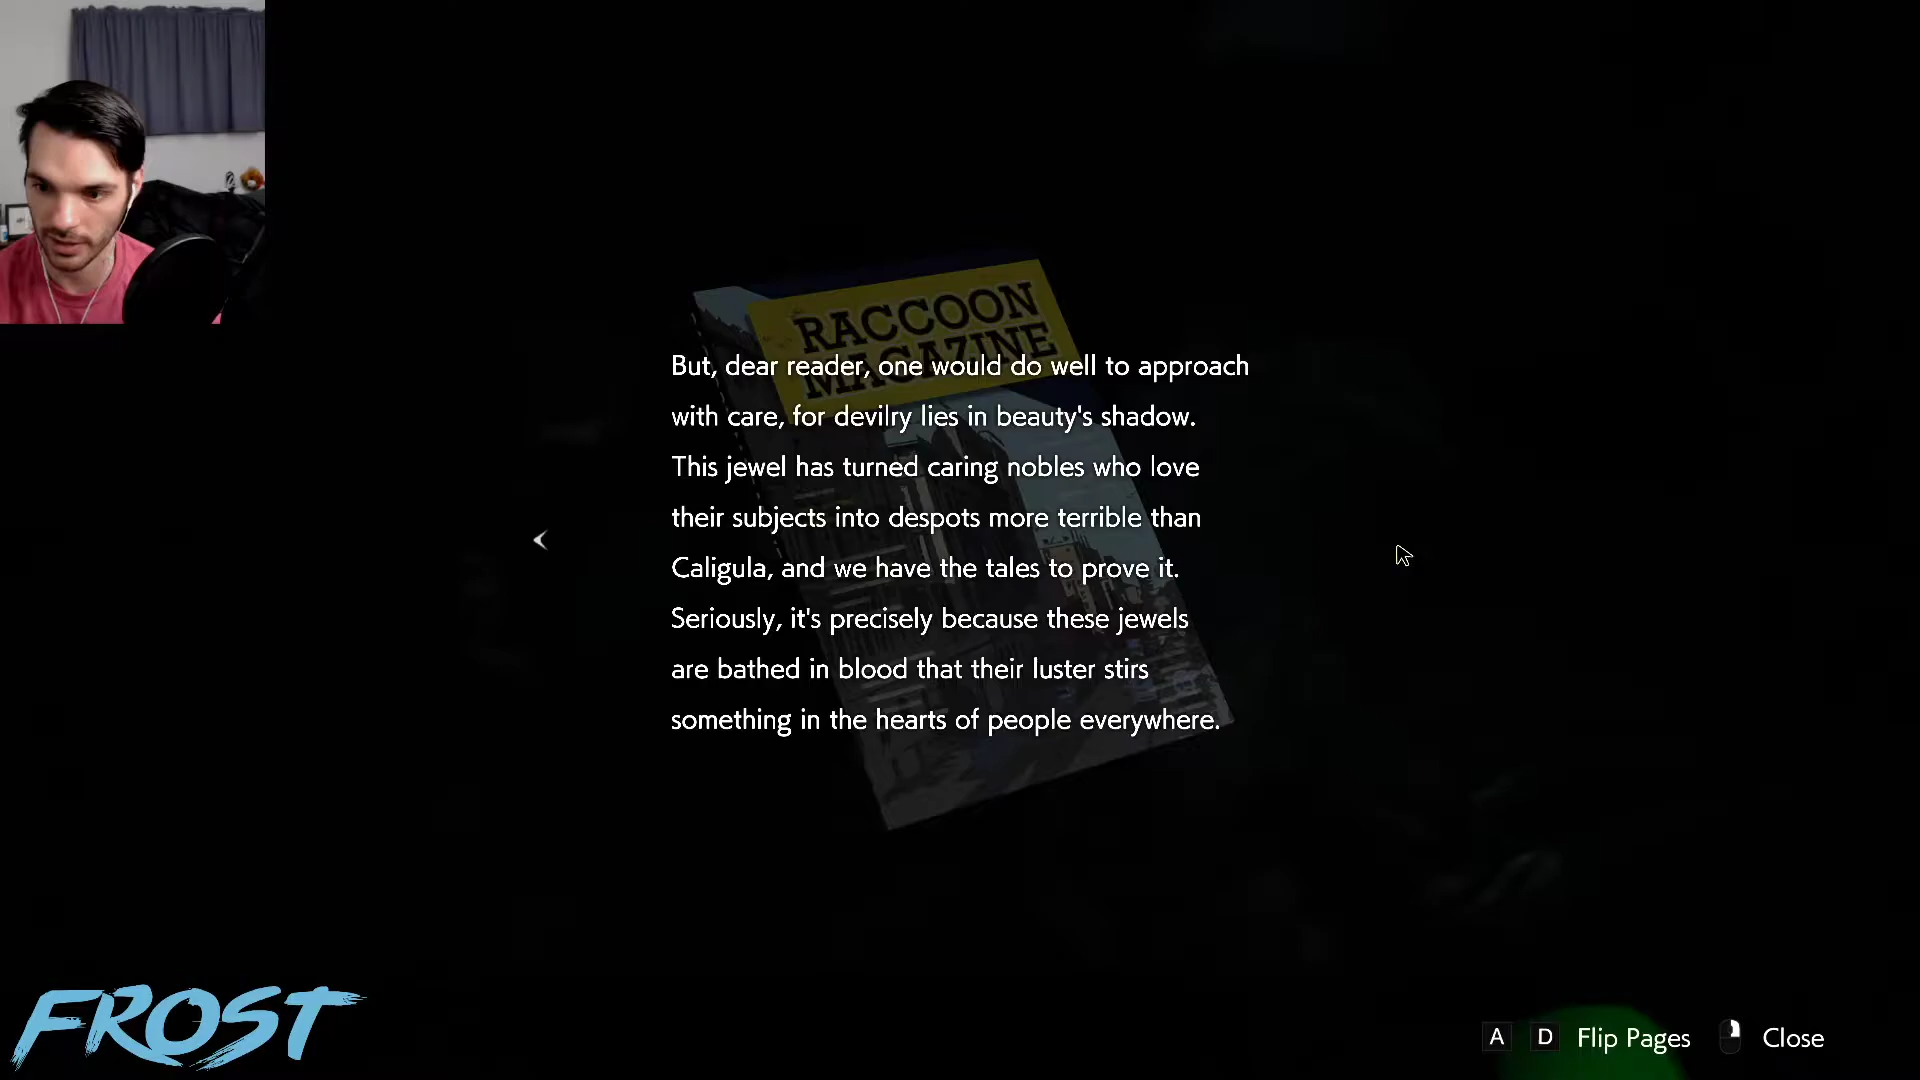 RACCOON
MAGAZINE
But, dear reader, one would do well to approach
with care, for devilry lies in beauty's shadow.
This jewel has turned caring nobles who love
their subjects into despots more terrible than
Caligula, and we have the tales to prove it.
Seriously, it's precisely because these jewels
are bathed in blood that their luster stirs
something in the hearts of people everywhere.
FROST
A D Flip Pages Close